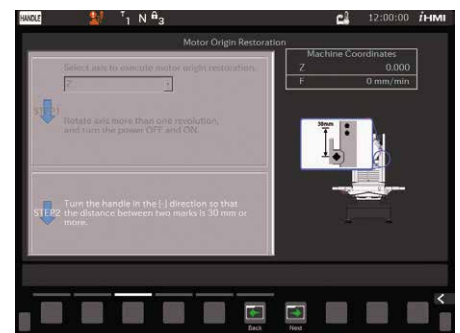 HANDLE T1 N 3 12:00:00 iHMI
Motor Origin Restoration
Select axis to execute motor origin restoration.
Z
STEP1
Rotate axis more than one revolution,
and turn the power OFF and ON.
Turn the handle in the [-] direction so that
STEP2 the distance between two marks is 30 mm or
more.
Machine Coordinates
Z 0.000
F 0 mm/min
30mm
<
Back Next